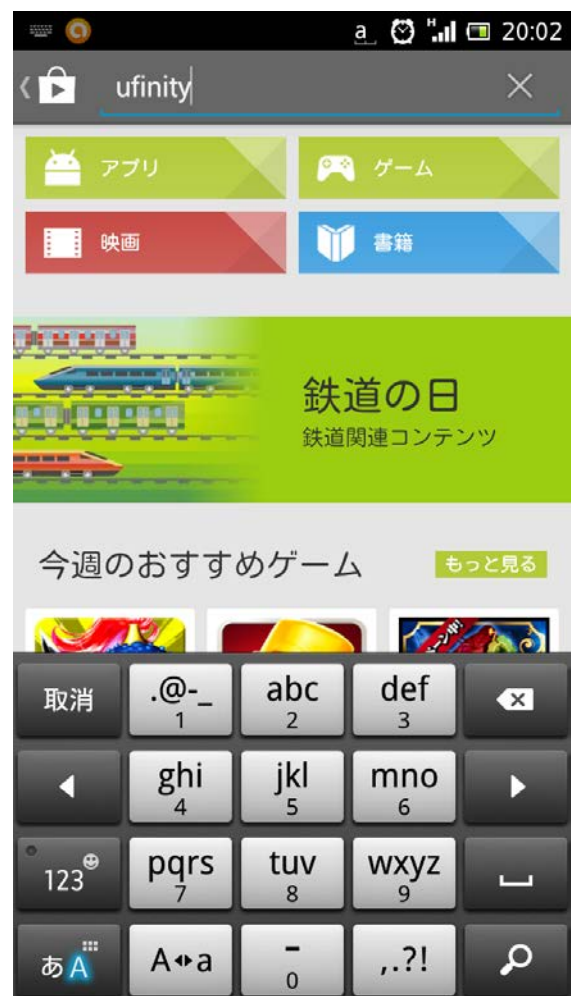 a H 20:02
ufinity
アプリ ゲーム
映画 書籍
鉄道の日
鉄道関連コンテンツ
今週のおすすめゲーム もっと見る
取消 .@-_ 1 abc 2 def 3
ghi 4 jkl 5 mno 6
123 pqrs 7 tuv 8 wxyz 9
あA A a - 0 ,.?!